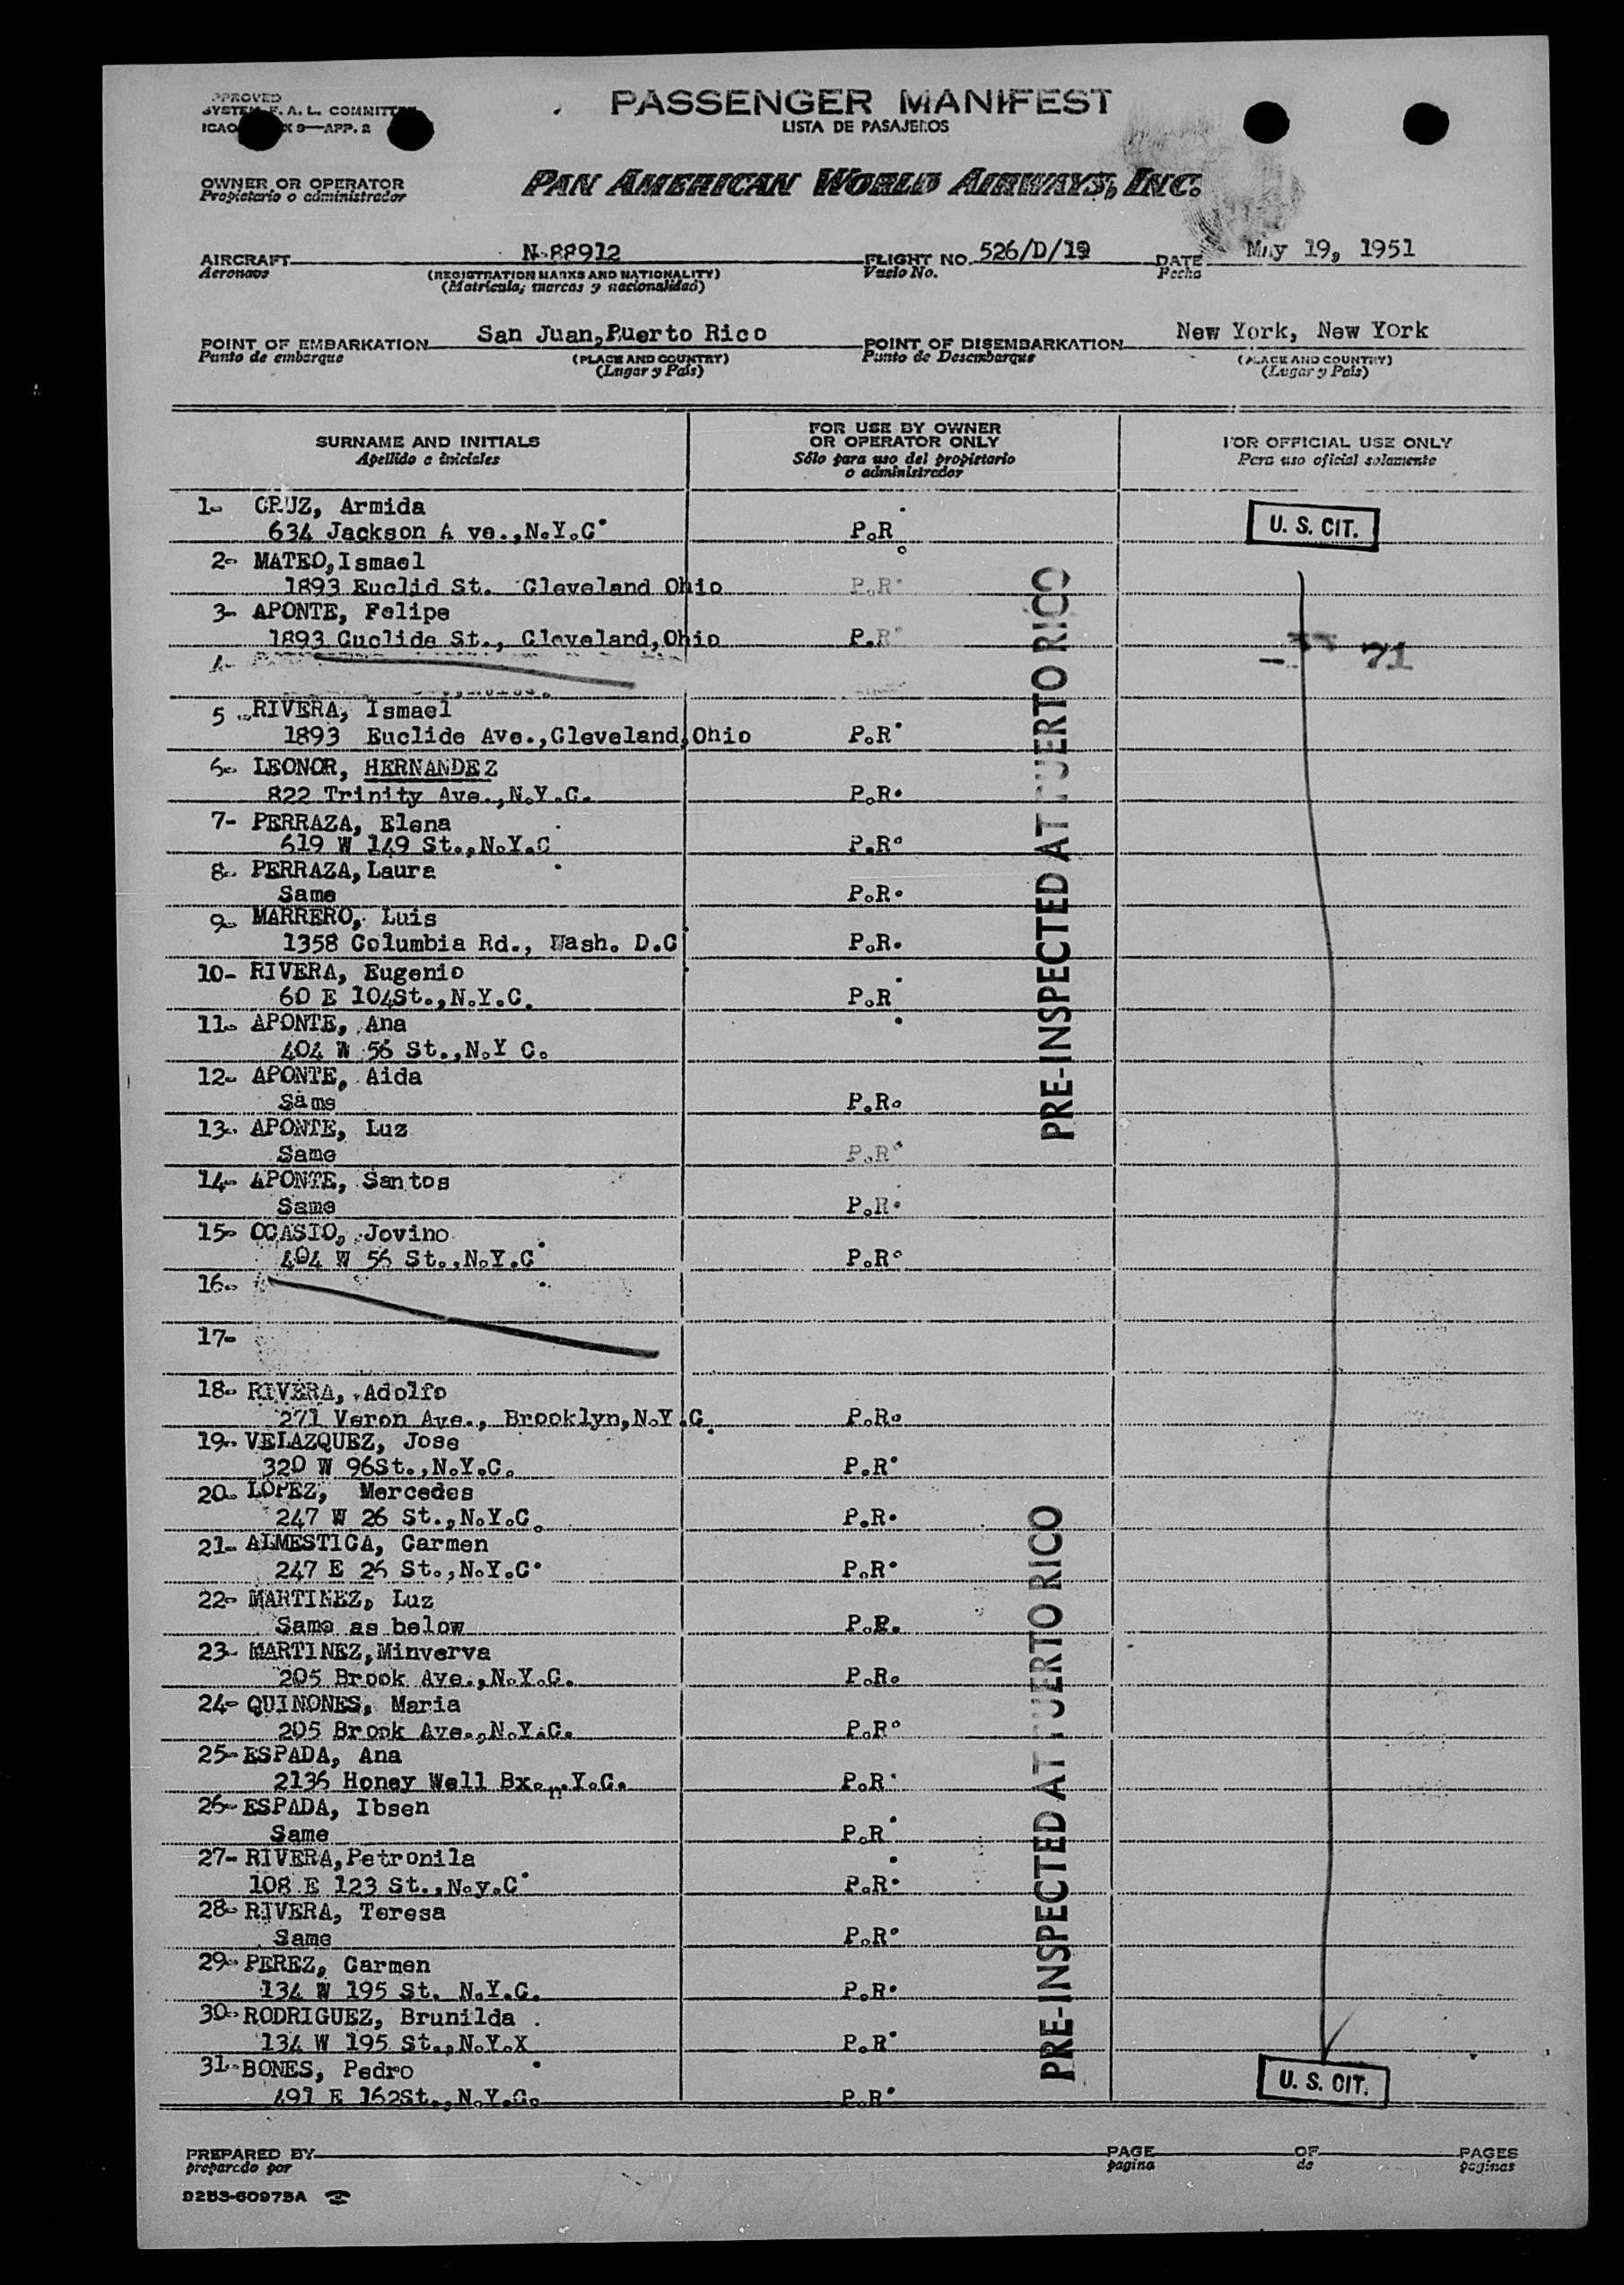 PPROVED
SYSTEM F. A. L. COMMITTEE
ICAO X 9—APP. 2
PASSENGER MANIFEST
LISTA DE PASAJEROS
OWNER OR OPERATOR
Propietario o administrador
PAN AMERICAN WORLD AIRWAYS, INC.
AIRCRAFT N-88912 FLIGHT NO. 526/D/19 DATE May 19, 1951
Aeronave (REGISTRATION MARKS AND NATIONALITY) Vuelo No. Fecha
(Matrícula; marcas y nacionalidad)
POINT OF EMBARKATION San Juan,Puerto Rico POINT OF DISEMBARKATION New York, New York
Punto de embarque (PLACE AND COUNTRY) Punto de Desembarque (PLACE AND COUNTRY)
(Lugar y País) (Lugar y País)
SURNAME AND INITIALS
Apellido e iniciales
FOR USE BY OWNER
OR OPERATOR ONLY
Sólo para uso del propietario
o administrador
FOR OFFICIAL USE ONLY
Para uso oficial solamente
1- CRUZ, Armida
634 Jackson A ve.,N.Y.C. P.R. U. S. CIT.
2- MATEO,Ismael
1893 Euclid St. Cleveland Ohio P.R.
3- APONTE, Felipe
1893 Cuclide St., Cleveland,Ohio P.R.
4- 71
5 RIVERA, Ismael
1893 Euclide Ave.,Cleveland,Ohio P.R.
6- LEONOR, HERNANDEZ
822 Trinity Ave.,N.Y.C. P.R.
7- PERRAZA, Elena
619 W 149 St.,N.Y.C P.R.
8- PERRAZA,Laura
Same P.R.
9- MARRERO, Luis
1358 Columbia Rd., Wash. D.C P.R.
10- RIVERA, Eugenio
60 E 104St.,N.Y.C. P.R.
11- APONTE, Ana
404 W 56 St.,N.Y C.
12- APONTE, Aida
Same P.R.
13- APONTE, Luz
Same P.R.
14- APONTE, Santos
Same P.R.
15- OCASIO, Jovino
404 W 56 St.,N.Y.C. P.R.
16-
17-
PRE-INSPECTED AT PUERTO RICO
18- RIVERA, Adolfo
271 Veron Ave., Brooklyn,N.Y.C. P.R.
19- VELAZQUEZ, Jose
320 W 96St.,N.Y.C. P.R.
20- LOPEZ, Mercedes
247 W 26 St.,N.Y.C. P.R.
21- ALMESTICA, Carmen
247 E 26 St.,N.Y.C. P.R.
22- MARTINEZ, Luz
Same as below P.R.
23- MARTINEZ,Minverva
205 Brook Ave.,N.Y.C. P.R.
24- QUINONES, Maria
205 Brook Ave.,N.Y.C. P.R.
25- ESPADA, Ana
2136 Honey Well Bx.,n.Y.C. P.R.
26- ESPADA, Ibsen
Same P.R.
27- RIVERA,Petronila
108 E 123 St.,N.y.C. P.R.
28- RIVERA, Teresa
Same P.R.
29- PEREZ, Carmen
134 W 195 St. N.Y.C. P.R.
30- RODRIGUEZ, Brunilda
134 W 195 St.,N.Y.X P.R.
31- BONES, Pedro
491 E 162St.,N.Y.C. P.R. U. S. CIT.
PRE-INSPECTED AT PUERTO RICO
PREPARED BY PAGE OF PAGES
preparado por pagina de paginas
9253-60975A